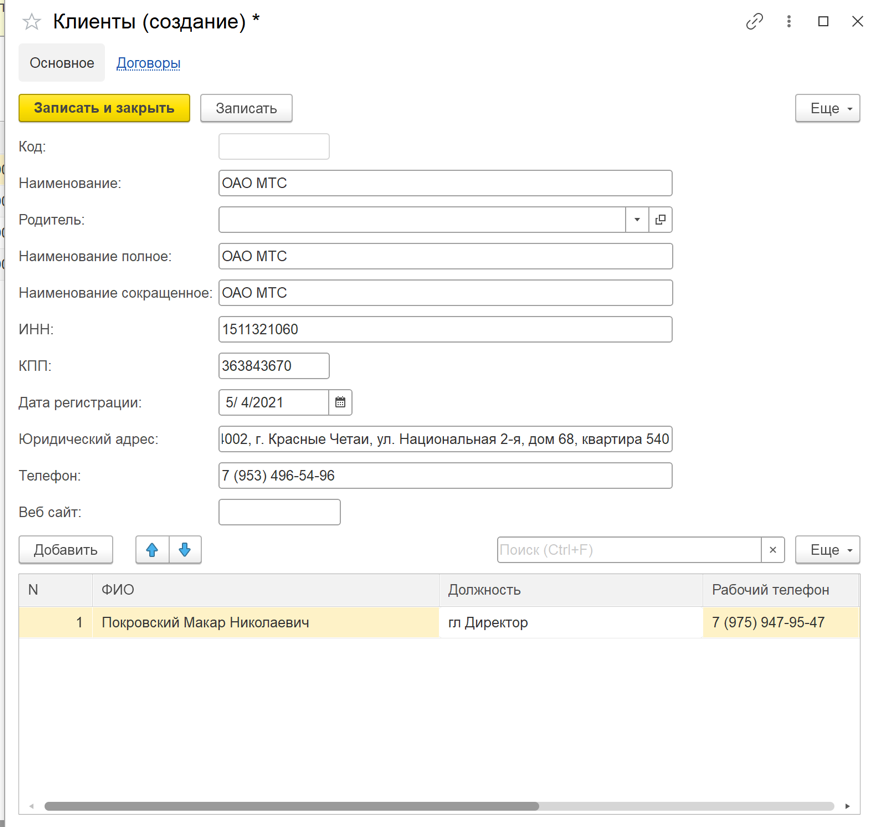 Клиенты (создание) *
Основное Договоры
Записать и закрыть Записать Еще
Код:
Наименование: ОАО МТС
Родитель:
Наименование полное: ОАО МТС
Наименование сокращенное: ОАО МТС
ИНН: 1511321060
КПП: 363843670
Дата регистрации: 5/ 4/2021
Юридический адрес: 4002, г. Красные Четаи, ул. Национальная 2-я, дом 68, квартира 540
Телефон: 7 (953) 496-54-96
Веб сайт:
Добавить Поиск (Ctrl+F) × Еще
N ФИО Должность Рабочий телефон
1 Покровский Макар Николаевич гл Директор 7 (975) 947-95-47